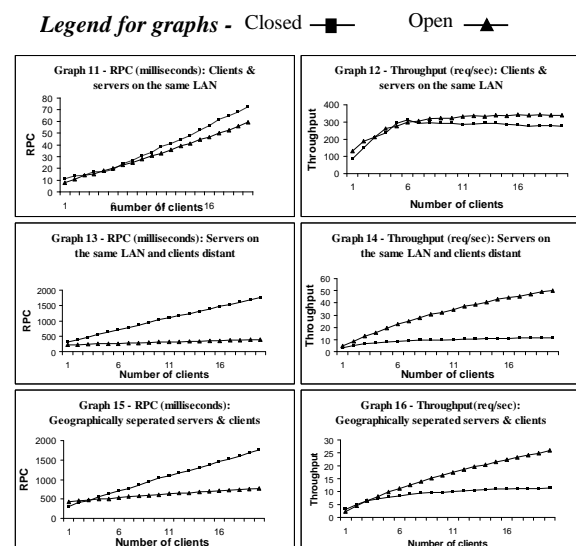 Legend for graphs - Closed Open
Graph 11 - RPC (milliseconds): Clients &
servers on the same LAN
RPC
80
70
60
50
40
30
20
10
0
1 6 11 16
number of clients
Graph 12 - Throughput (req/sec): Clients &
servers on the same LAN
Throughput
400
300
200
100
0
1 6 11 16
Number of clients
Graph 13 - RPC (milliseconds): Servers on
the same LAN and clients distant
RPC
2000
1500
1000
500
0
1 6 11 16
Number of clients
Graph 14 - Throughput (req/sec): Servers on
the same LAN and clients distant
Throughput
60
50
40
30
20
10
0
1 6 11 16
Number of clients
Graph 15 - RPC (milliseconds):
Geographically seperated servers & clients
RPC
2000
1500
1000
500
0
1 6 11 16
Number of clients
Graph 16 - Throughput(req/sec):
Geographically seperated servers & clients
Throughput
30
25
20
15
10
5
0
1 6 11 16
Number of clients